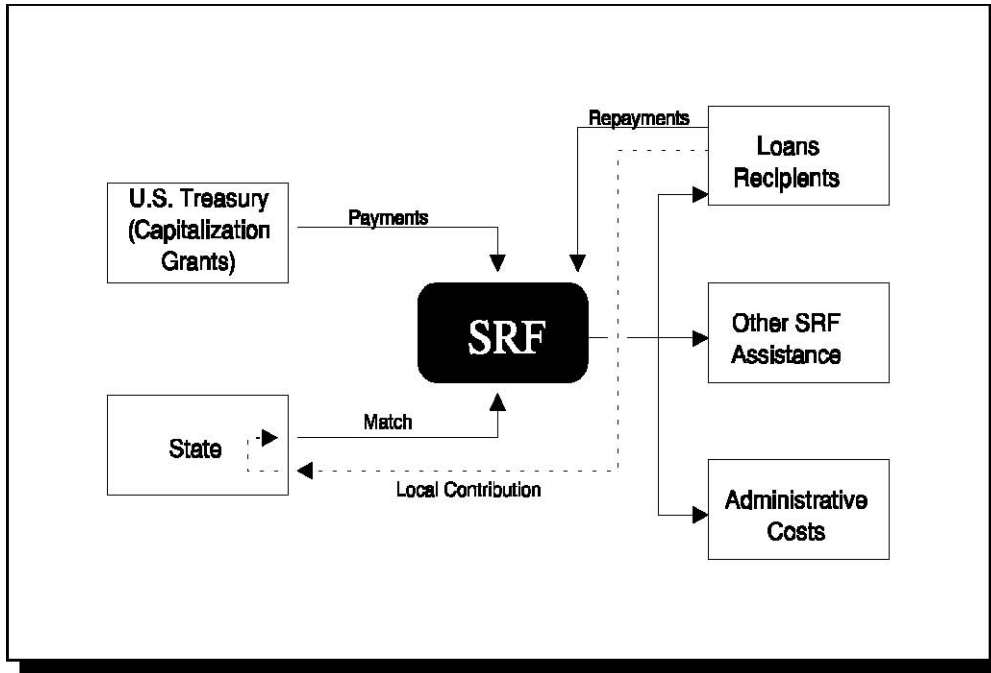 Repayments
Loans
Recipients
U.S. Treasury
(Capitalization
Grants)
Payments
SRF
Other SRF
Assistance
State
Match
Local Contribution
Administrative
Costs